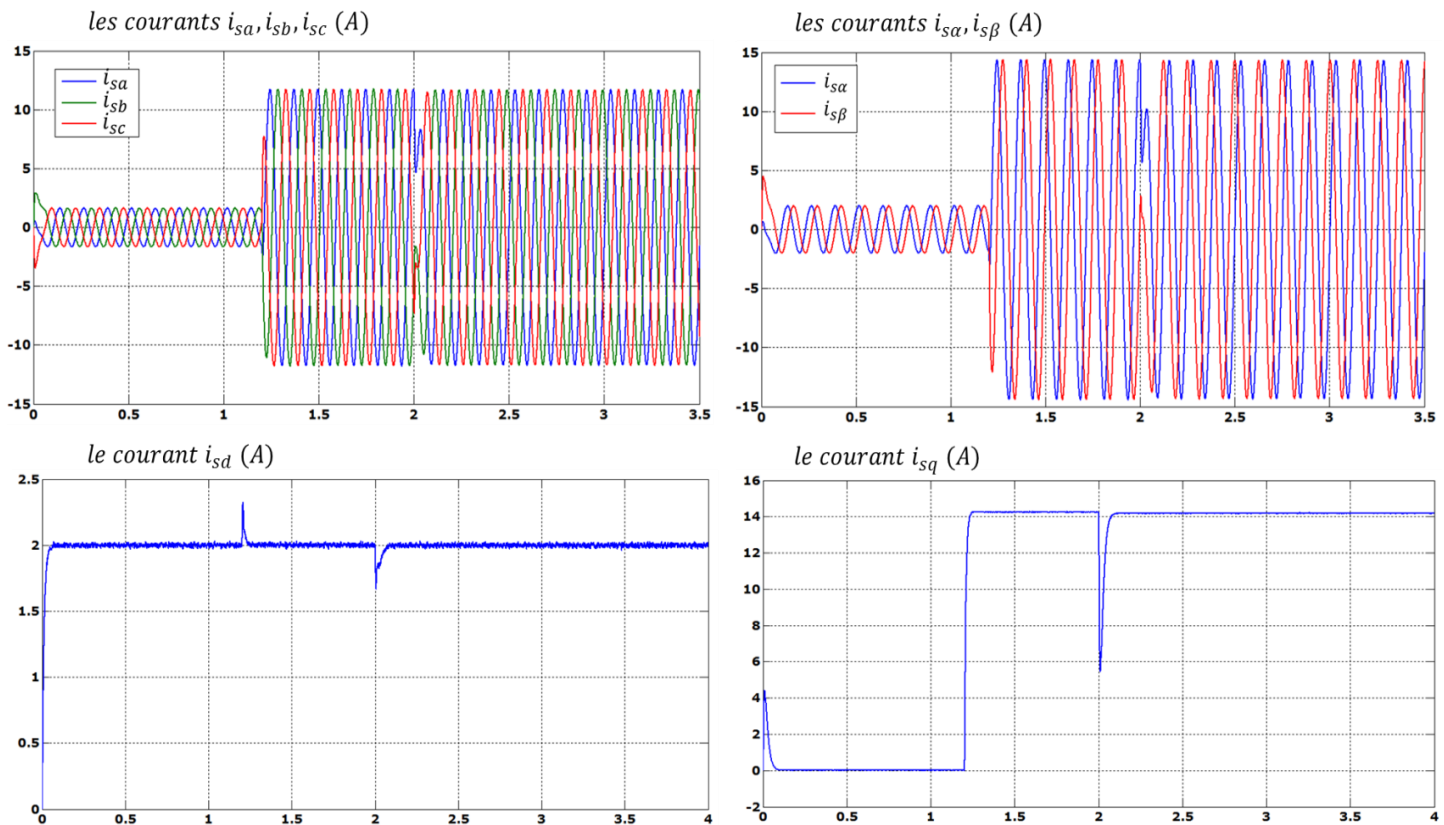 les courants i_sa, i_sb, i_sc (A)
15
10
5
0
-5
-10
-15
i_sa
i_sb
i_sc
0 0.5 1 1.5 2 2.5 3 3.5
les courants i_sα, i_sβ (A)
15
10
5
0
-5
-10
-15
i_sα
i_sβ
0 0.5 1 1.5 2 2.5 3 3.5
le courant i_sd (A)
2.5
2
1.5
1
0.5
0
0 0.5 1 1.5 2 2.5 3 3.5 4
le courant i_sq (A)
16
14
12
10
8
6
4
2
0
-2
0 0.5 1 1.5 2 2.5 3 3.5 4